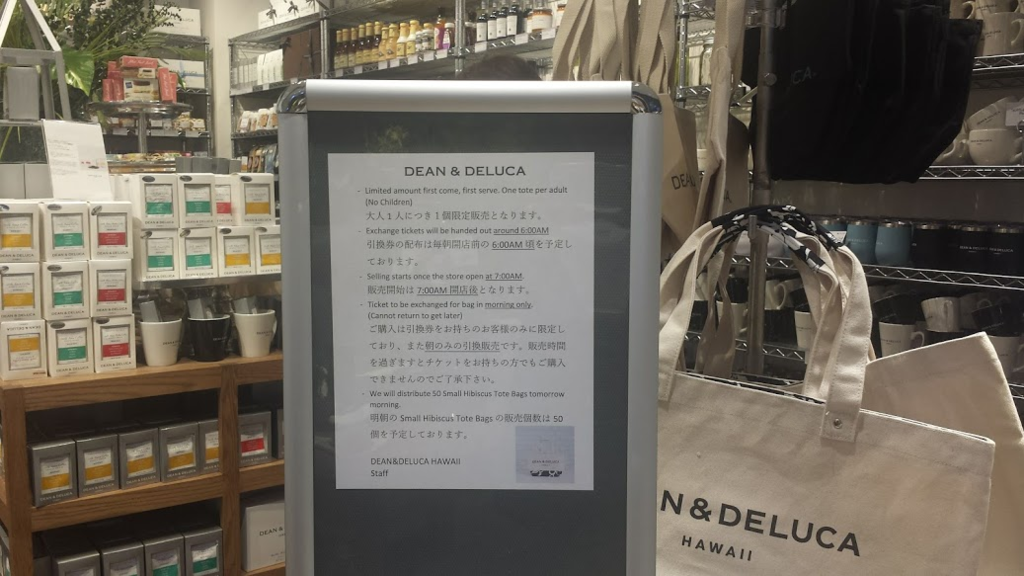 DEAN & DELUCA
- Limited amount first come, first serve. One tote per adult
(No Children)
大人１人につき１個限定販売となります。
- Exchange tickets will be handed out around 6:00AM
引換券の配布は毎朝開店前の 6:00AM 頃を予定し
ております。
- Selling starts once the store open at 7:00AM.
販売開始は 7:00AM 開店後となります。
- Ticket to be exchanged for bag in morning only.
(Cannot return to get later)
ご購入は引換券をお持ちのお客様のみに限定し
ており、また朝のみの引換販売です。販売時間
を過ぎますとチケットをお持ちの方でもご購入
できませんのでご了承下さい。
- We will distribute 50 Small Hibiscus Tote Bags tomorrow
morning.
明朝の Small Hibiscus Tote Bags の販売個数は 50
個を予定しております。
DEAN&DELUCA HAWAII
Staff
N & DELUCA
HAWAII
DELUCA
DEAN
DEAN & DEL